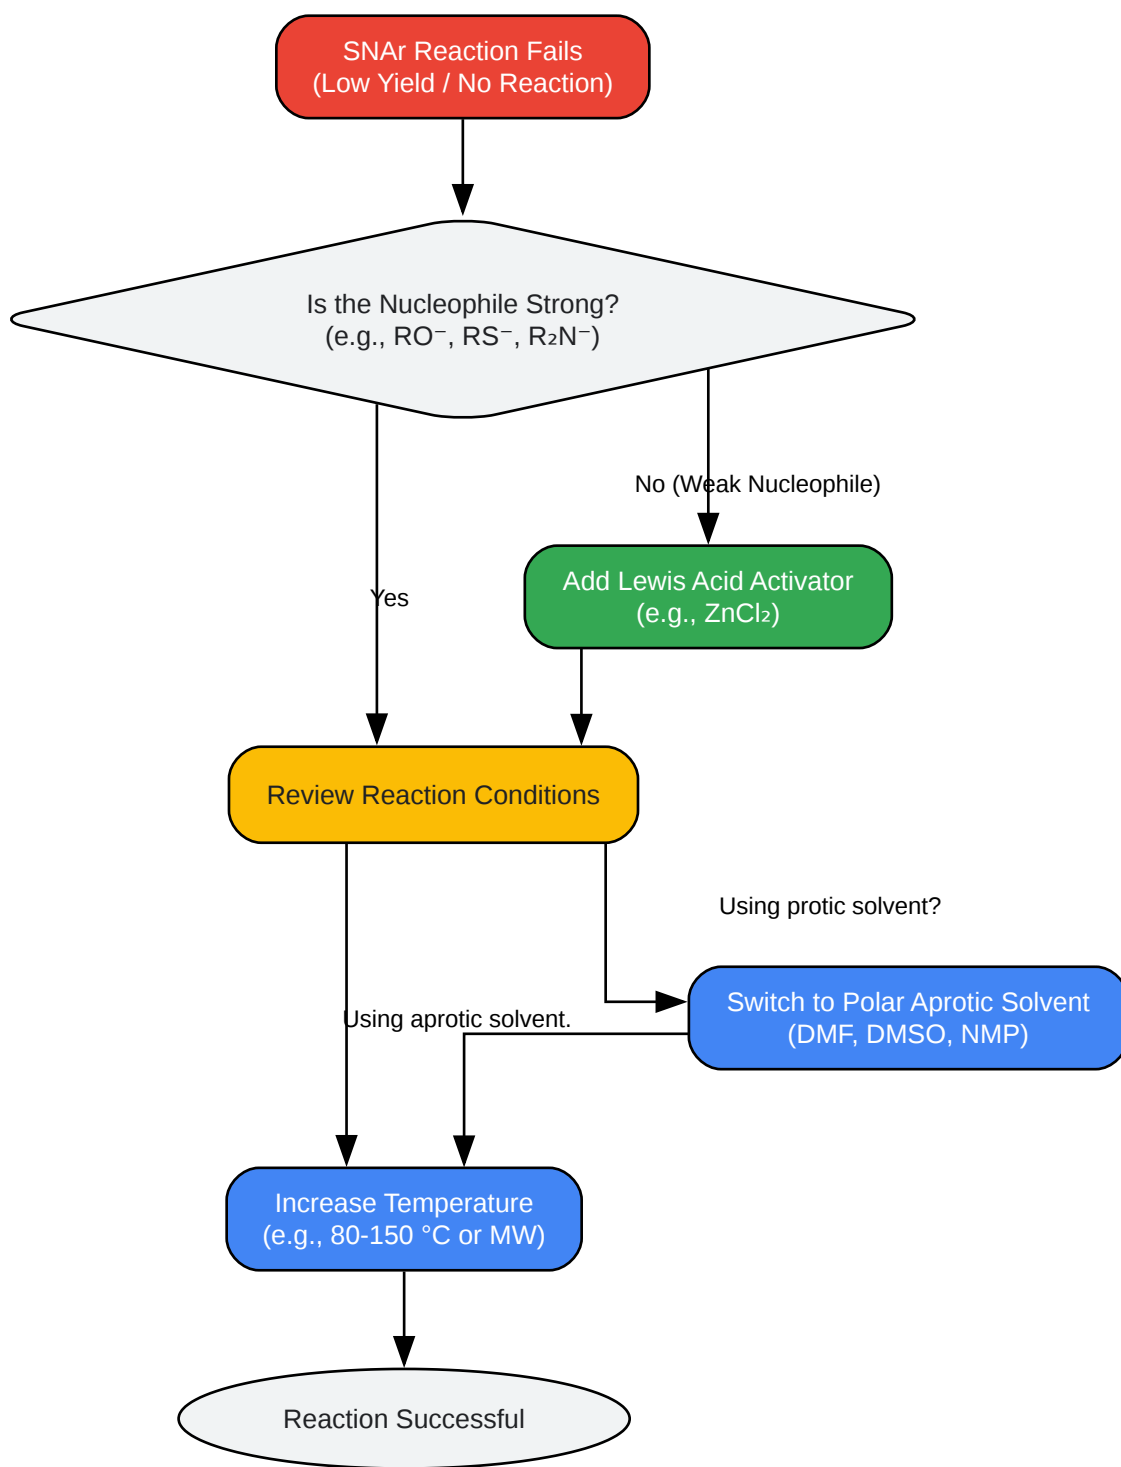 SNAr Reaction Fails
(Low Yield / No Reaction)
Is the Nucleophile Strong?
(e.g., RO⁻, RS⁻, R₂N⁻)
No (Weak Nucleophile)
Add Lewis Acid Activator
(e.g., ZnCl₂)
Yes
Review Reaction Conditions
Using protic solvent?
Switch to Polar Aprotic Solvent
(DMF, DMSO, NMP)
Using aprotic solvent.
Increase Temperature
(e.g., 80-150 °C or MW)
Reaction Successful